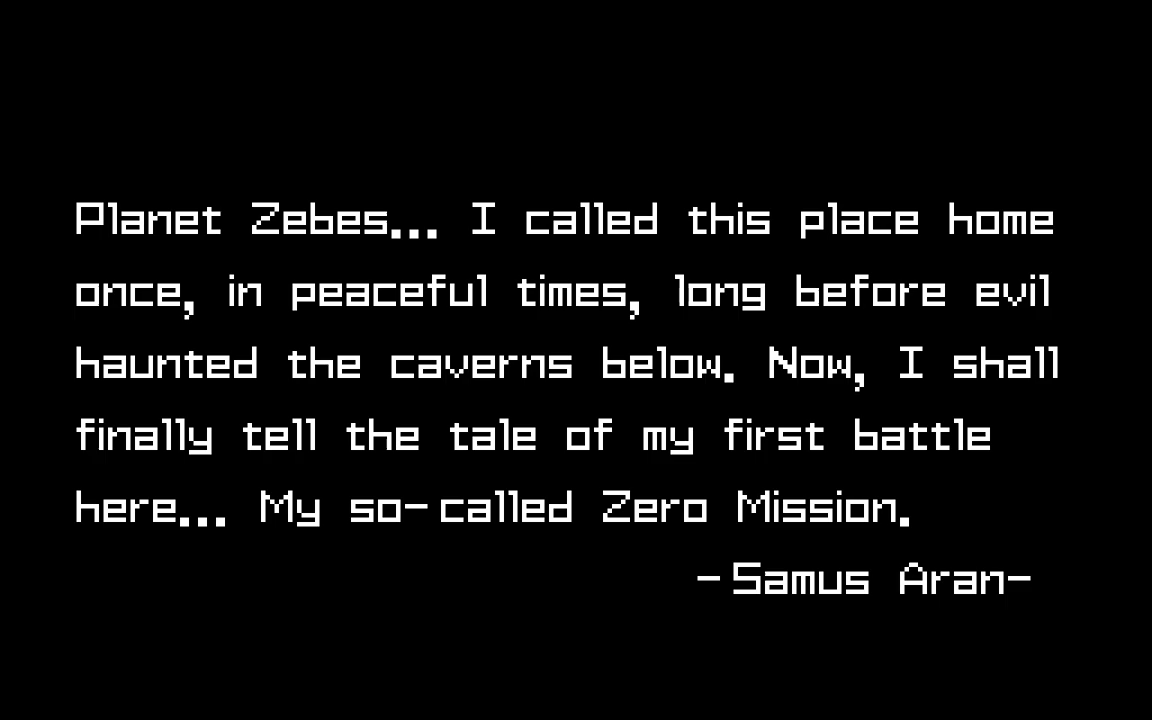 Planet Zebes... I called this place home
once, in peaceful times, long before evil
haunted the caverns below. Now, I shall
finally tell the tale of my first battle
here... My so-called Zero Mission.
-Samus Aran-